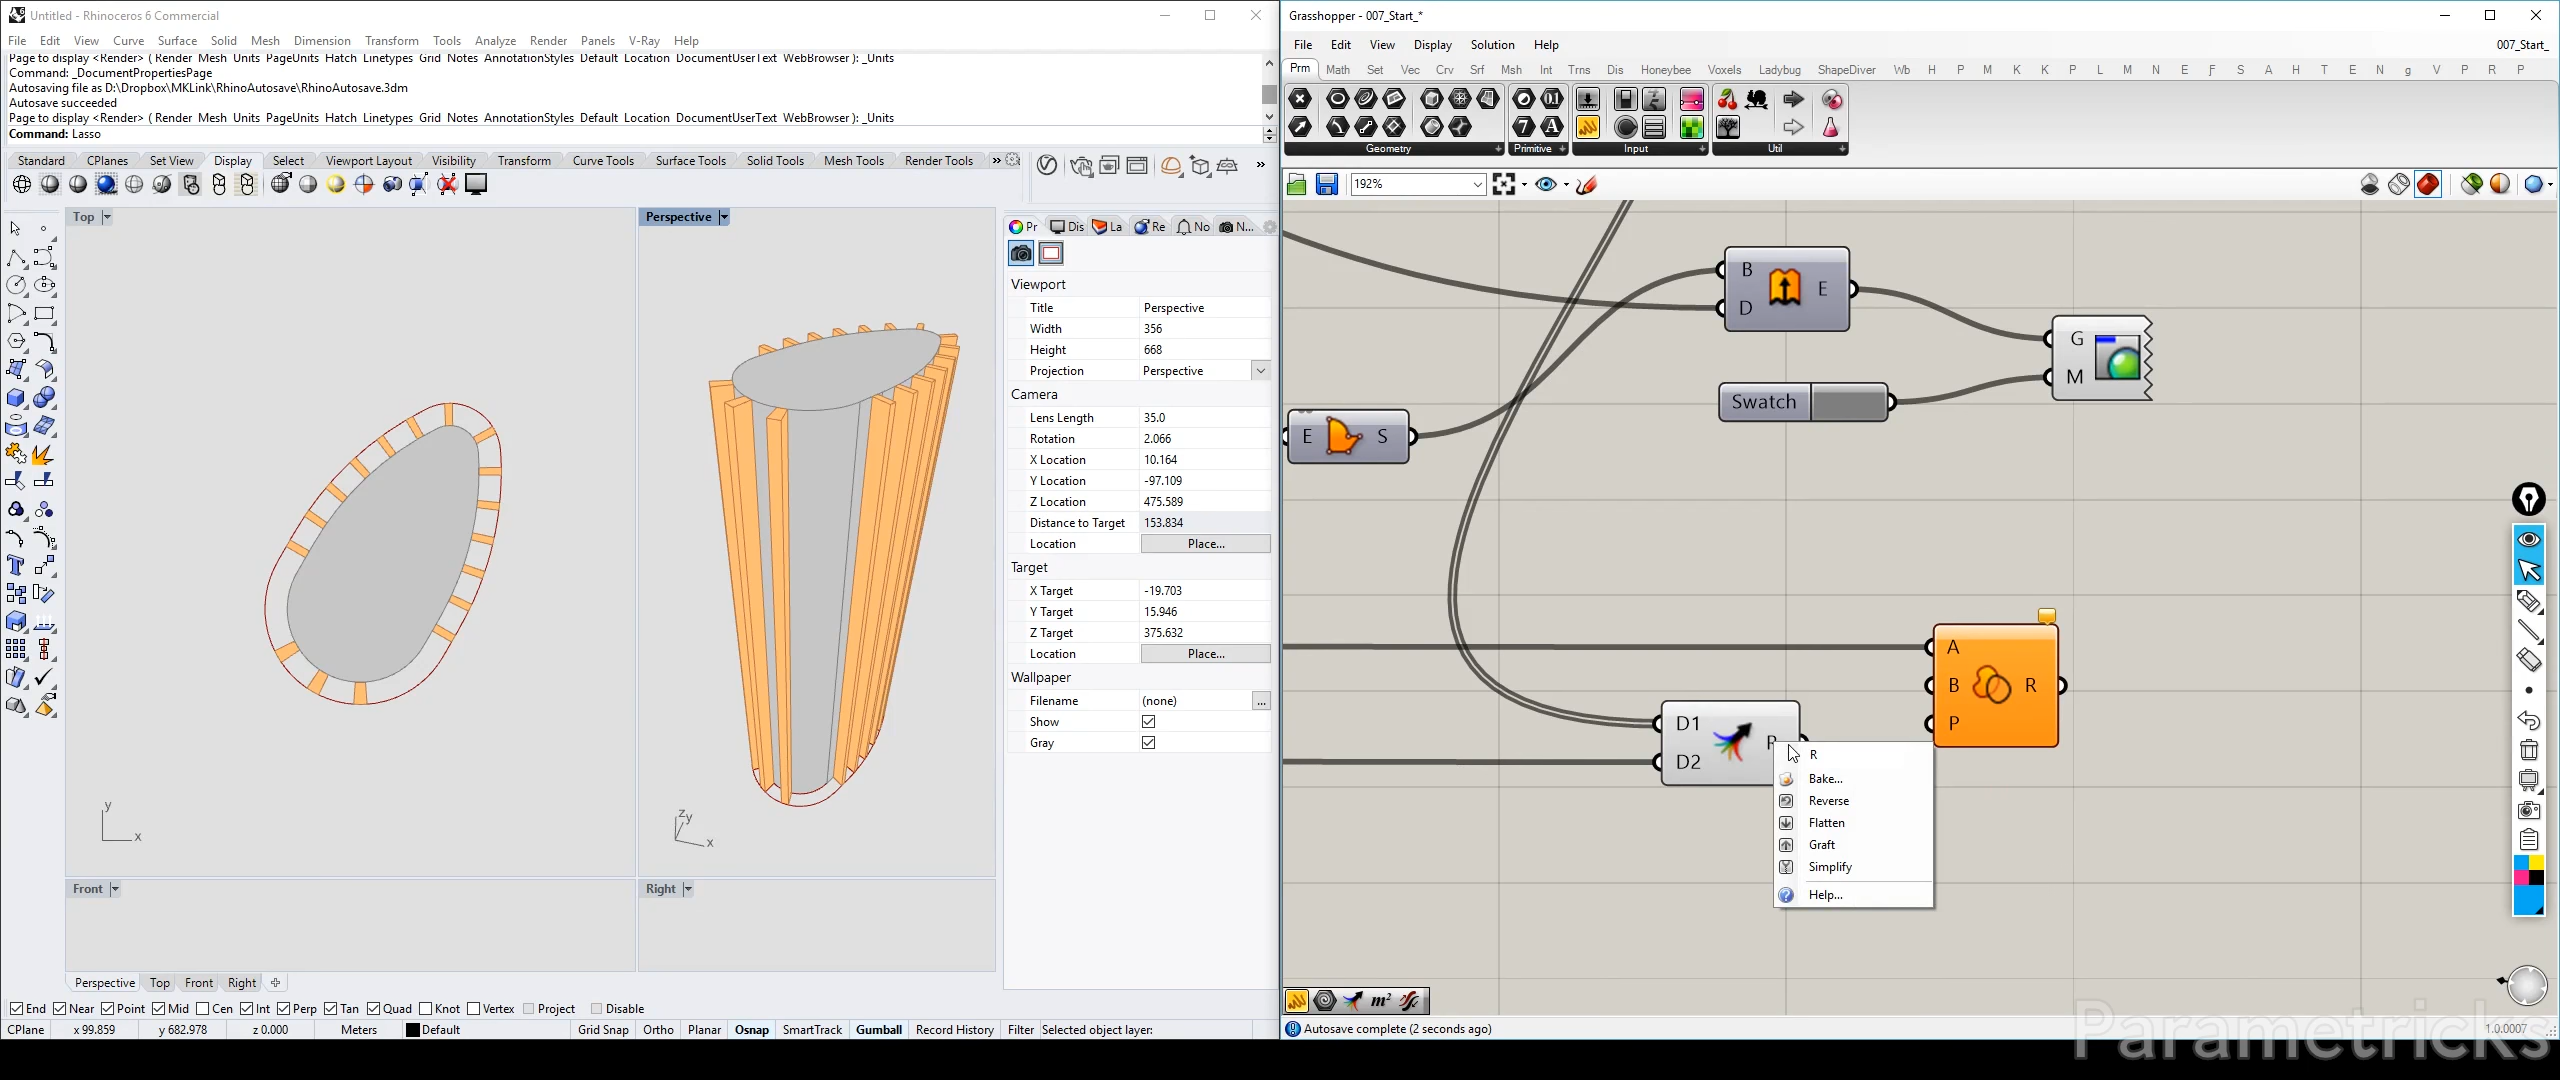 Untitled - Rhinoceros 6 Commercial
File Edit View Curve Surface Solid Mesh Dimension Transform Tools Analyze Render Panels V-Ray Help
Page to display <Render> ( Render Mesh Units PageUnits Hatch Linetypes Grid Notes AnnotationStyles Default Location DocumentUserText WebBrowser ): _Units
Command: _DocumentPropertiesPage
Autosaving file as D:\Dropbox\MKLink\RhinoAutosave\RhinoAutosave.3dm
Autosave succeeded
Page to display <Render> ( Render Mesh Units PageUnits Hatch Linetypes Grid Notes AnnotationStyles Default Location DocumentUserText WebBrowser ): _Units
Command: Lasso
Standard CPlanes Set View Display Select Viewport Layout Visibility Transform Curve Tools Surface Tools Solid Tools Mesh Tools Render Tools »
Top
Perspective
y
x
z y
x
Front
Right
Pr Dis La Re No N...
Viewport
Title Perspective
Width 356
Height 668
Projection Perspective
Camera
Lens Length 35.0
Rotation 2.066
X Location 10.164
Y Location -97.109
Z Location 475.589
Distance to Target 153.834
Location Place...
Target
X Target -19.703
Y Target 15.946
Z Target 375.632
Location Place...
Wallpaper
Filename (none) ...
Show
Gray
Perspective Top Front Right
End Near Point Mid Cen Int Perp Tan Quad Knot Vertex Project Disable
CPlane x 99.859 y 682.978 z 0.000 Meters Default Grid Snap Ortho Planar Osnap SmartTrack Gumball Record History Filter Selected object layer:
Grasshopper - 007_Start_*
File Edit View Display Solution Help 007_Start_
Prm Math Set Vec Crv Srf Msh Int Trns Dis Honeybee Voxels Ladybug ShapeDiver Wb H P M K K P L M N E F S A H T E N g V P R P
Geometry Primitive Input Util
192%
B
D
E
G
M
Swatch
E S
A
B
P
R
D1
D2
R
R
Bake...
Reverse
Flatten
Graft
Simplify
Help...
m²
Autosave complete (2 seconds ago)
1.0.0007
Parametricks